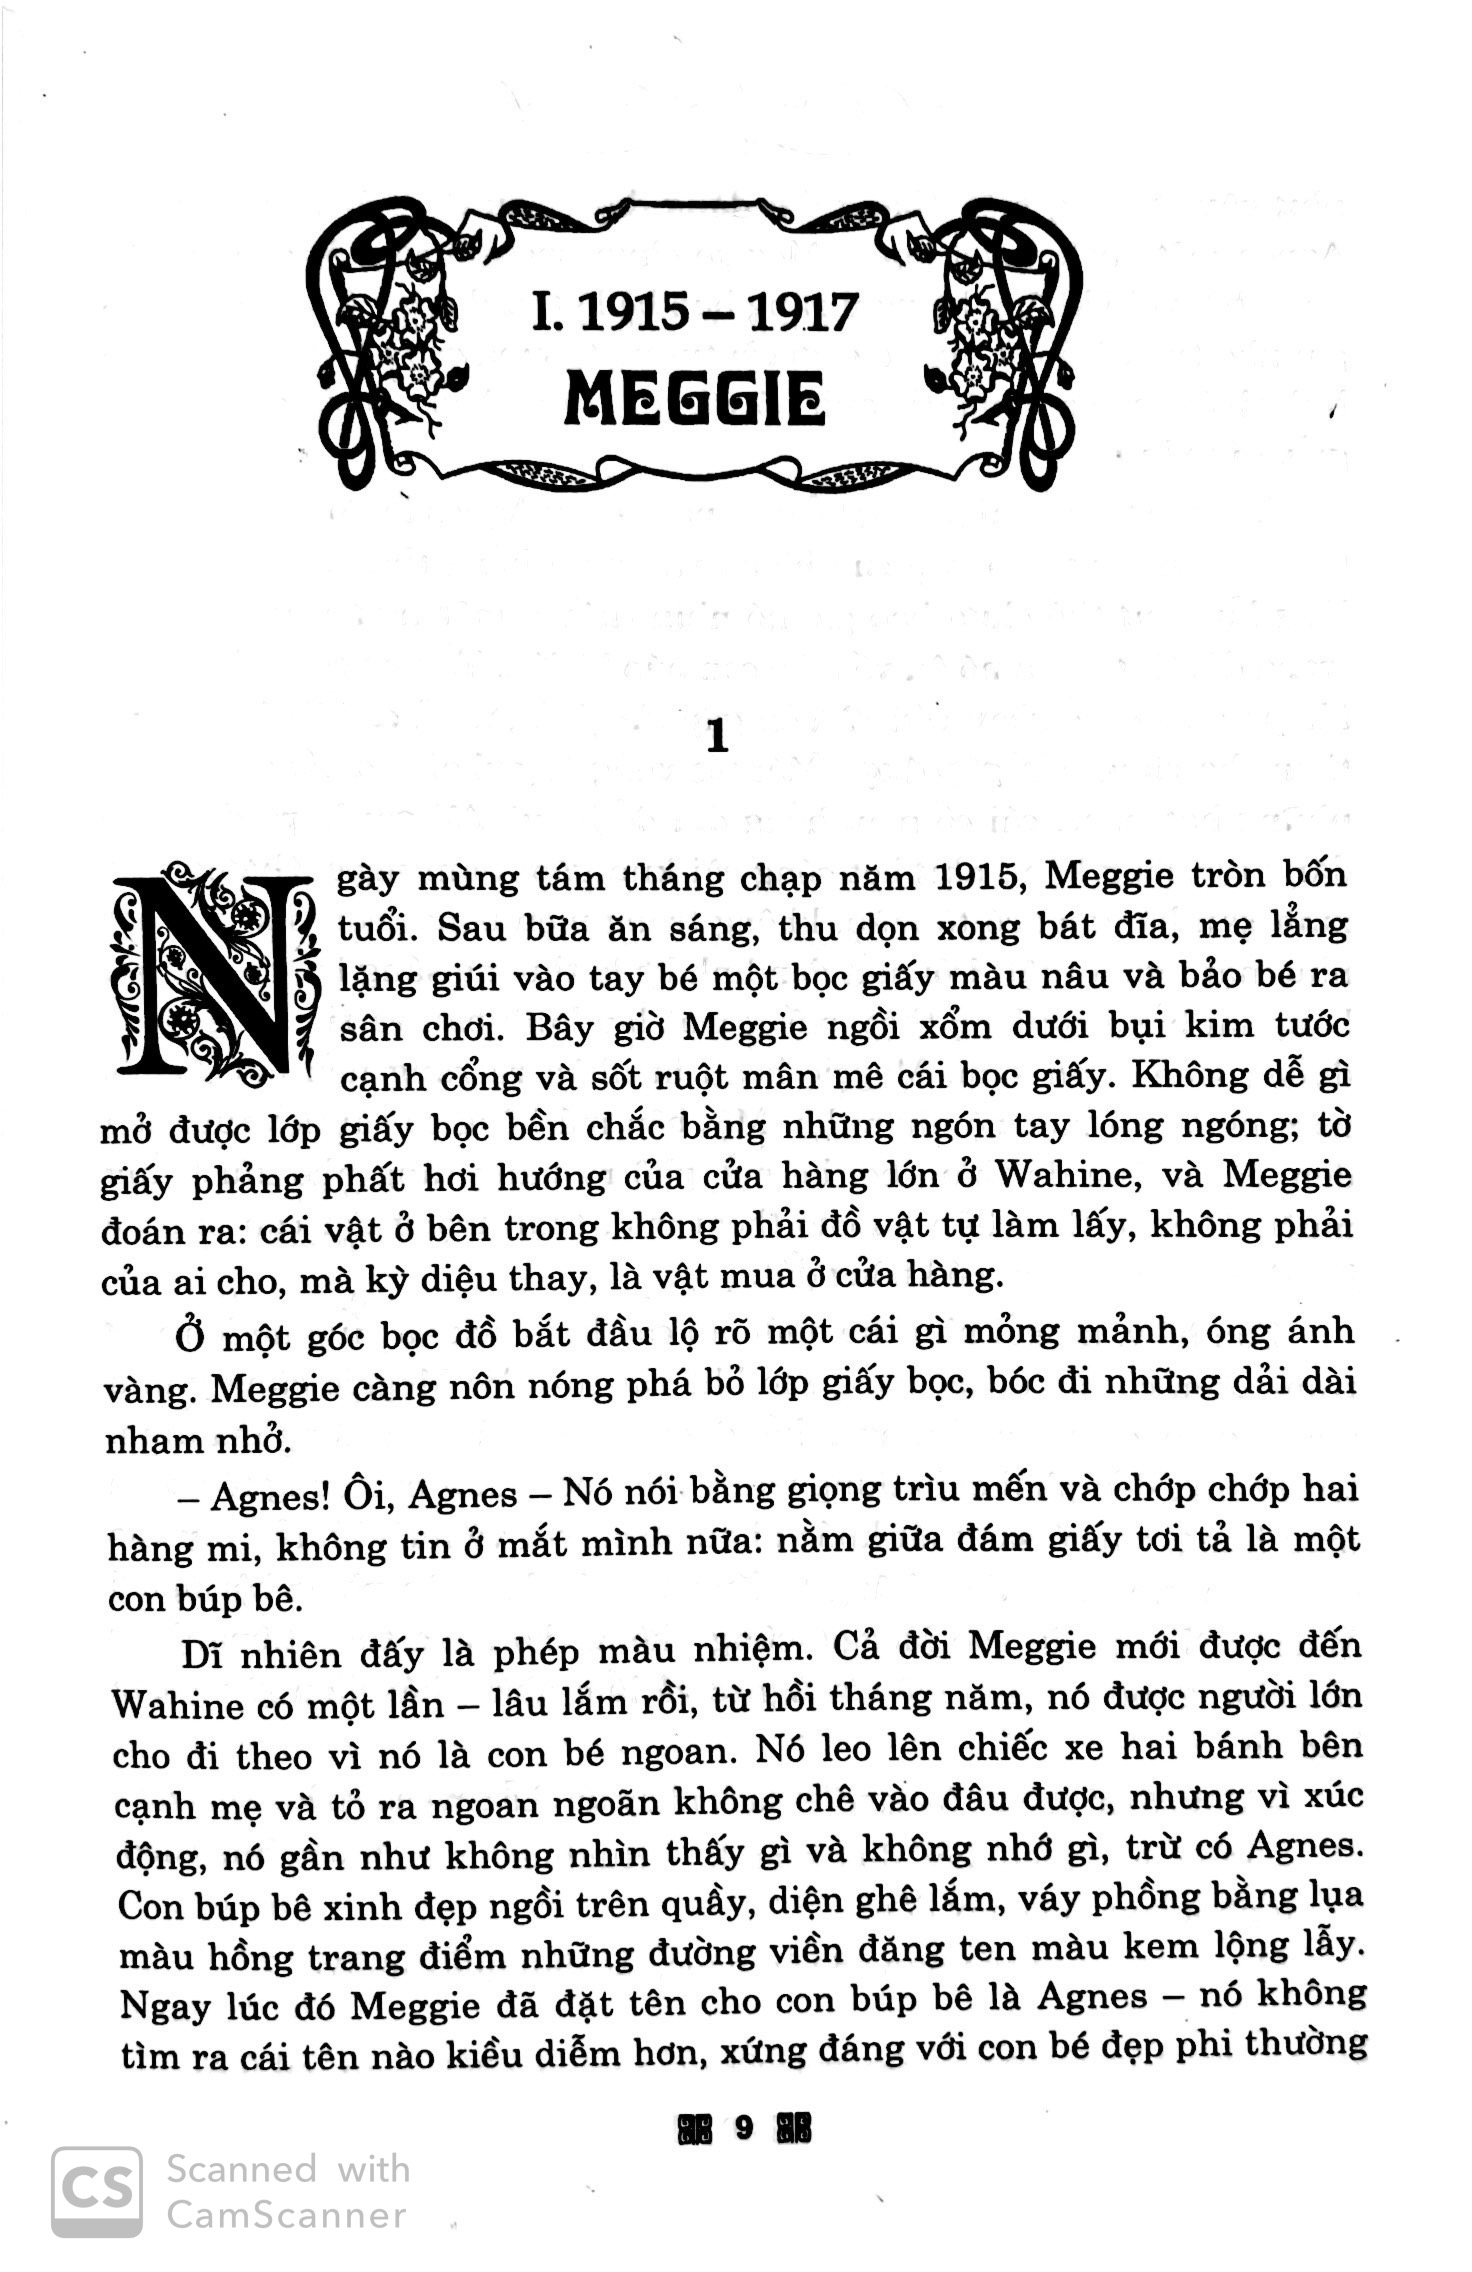 I. 1915 – 1917
MEGGIE
1
Ngày mùng tám tháng chạp năm 1915, Meggie tròn bốn
tuổi. Sau bữa ăn sáng, thu dọn xong bát đĩa, mẹ lẳng
lặng giúi vào tay bé một bọc giấy màu nâu và bảo bé ra
sân chơi. Bây giờ Meggie ngồi xổm dưới bụi kim tước
cạnh cổng và sốt ruột mân mê cái bọc giấy. Không dễ gì
mở được lớp giấy bọc bền chắc bằng những ngón tay lóng ngóng; tờ
giấy phảng phất hơi hướng của cửa hàng lớn ở Wahine, và Meggie
đoán ra: cái vật ở bên trong không phải đồ vật tự làm lấy, không phải
của ai cho, mà kỳ diệu thay, là vật mua ở cửa hàng.
Ở một góc bọc đồ bắt đầu lộ rõ một cái gì mỏng mảnh, óng ánh
vàng. Meggie càng nôn nóng phá bỏ lớp giấy bọc, bóc đi những dải dài
nham nhở.
– Agnes! Ôi, Agnes – Nó nói bằng giọng trìu mến và chớp chớp hai
hàng mi, không tin ở mắt mình nữa: nằm giữa đám giấy tơi tả là một
con búp bê.
Dĩ nhiên đấy là phép màu nhiệm. Cả đời Meggie mới được đến
Wahine có một lần – lâu lắm rồi, từ hồi tháng năm, nó được người lớn
cho đi theo vì nó là con bé ngoan. Nó leo lên chiếc xe hai bánh bên
cạnh mẹ và tỏ ra ngoan ngoãn không chê vào đâu được, nhưng vì xúc
động, nó gần như không nhìn thấy gì và không nhớ gì, trừ có Agnes.
Con búp bê xinh đẹp ngồi trên quầy, diện ghê lắm, váy phồng bằng lụa
màu hồng trang điểm những đường viền đăng ten màu kem lộng lẫy.
Ngay lúc đó Meggie đã đặt tên cho con búp bê là Agnes – nó không
tìm ra cái tên nào kiều diễm hơn, xứng đáng với con bé đẹp phi thường
9
CS Scanned with
CamScanner